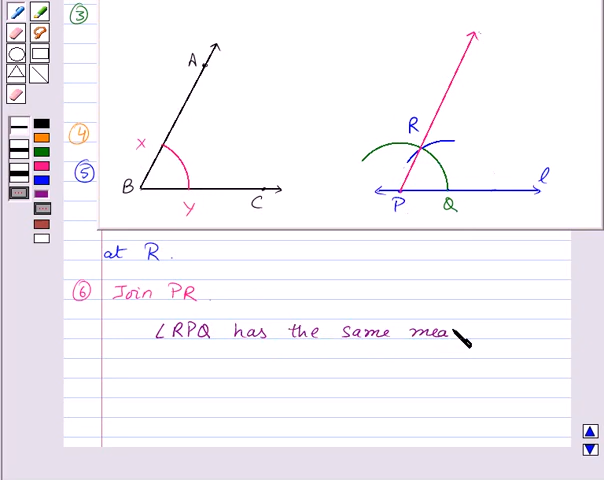 ③
④
⑤
A
X
B
Y
C
R
P
Q
l
at R.
⑥ Join PR.
∠RPQ has the same mea